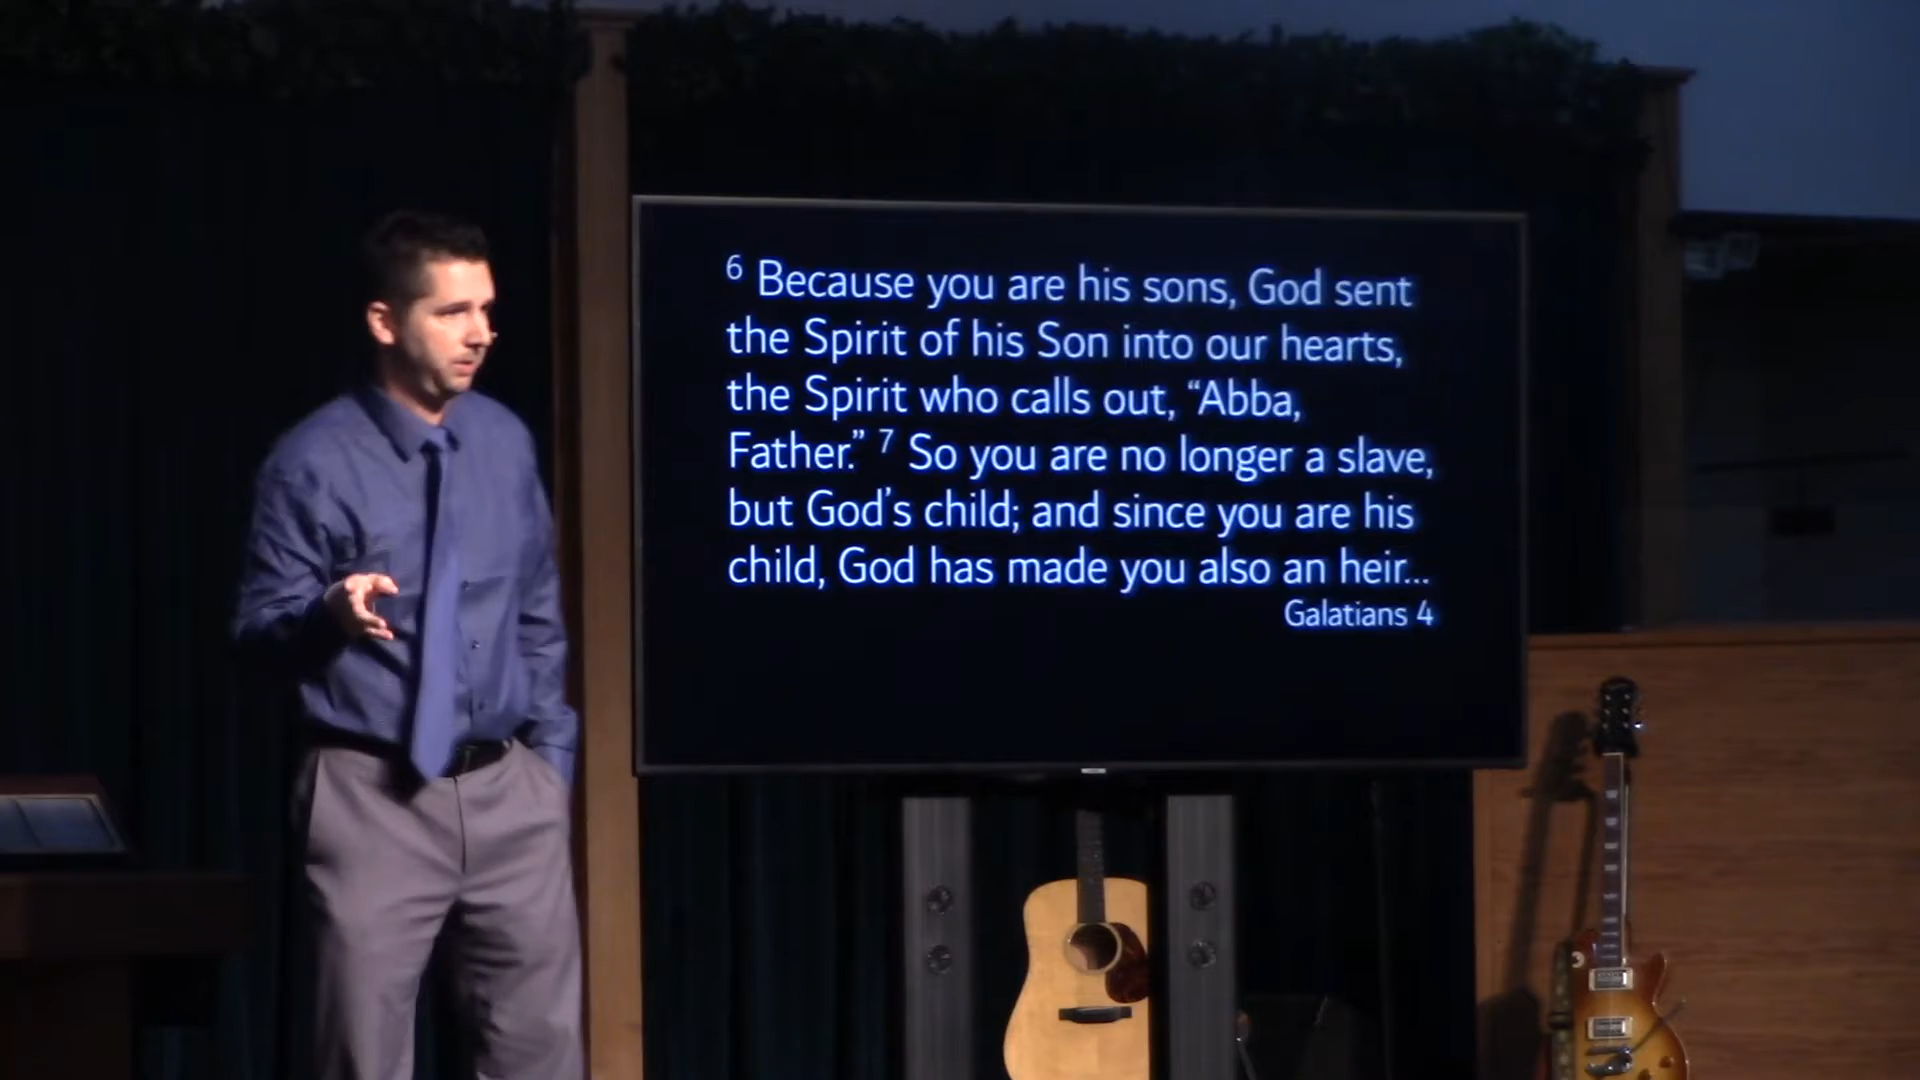 ⁶ Because you are his sons, God sent
the Spirit of his Son into our hearts,
the Spirit who calls out, “Abba,
Father.” ⁷ So you are no longer a slave,
but God’s child; and since you are his
child, God has made you also an heir...
Galatians 4